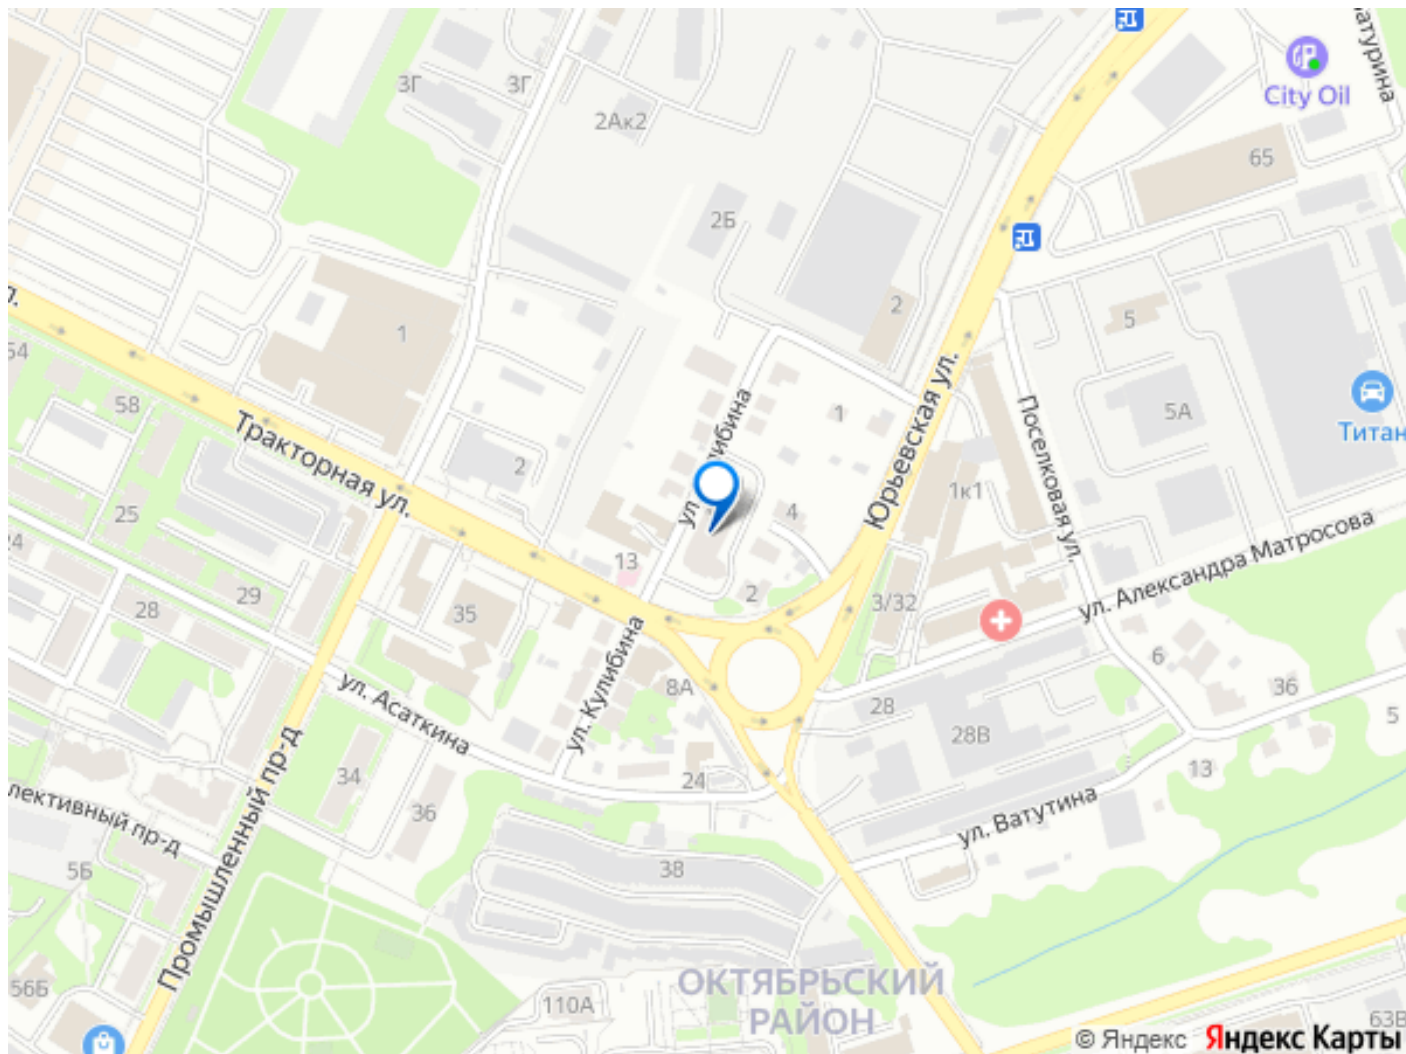 атурина
City Oil
3Г
3Г
2Ак2
65
2Б
л.
2
1
5
54
58
1
5А
Титан
Тракторная ул.
2
ул
либина
Юрьевская ул.
Поселковая ул.
1к1
25
4
24
13
ул. Александра Матросова
28
29
35
2
3/32
ул. Кулибина
6
8А
36
ул. Асаткина
28
5
28В
34
24
13
36
лективный пр-д
ул. Ватутина
5Б
38
Промышленный пр-д
56Б
110А
ОКТЯБРЬСКИЙ
РАЙОН
63В
© Яндекс Яндекс Карты